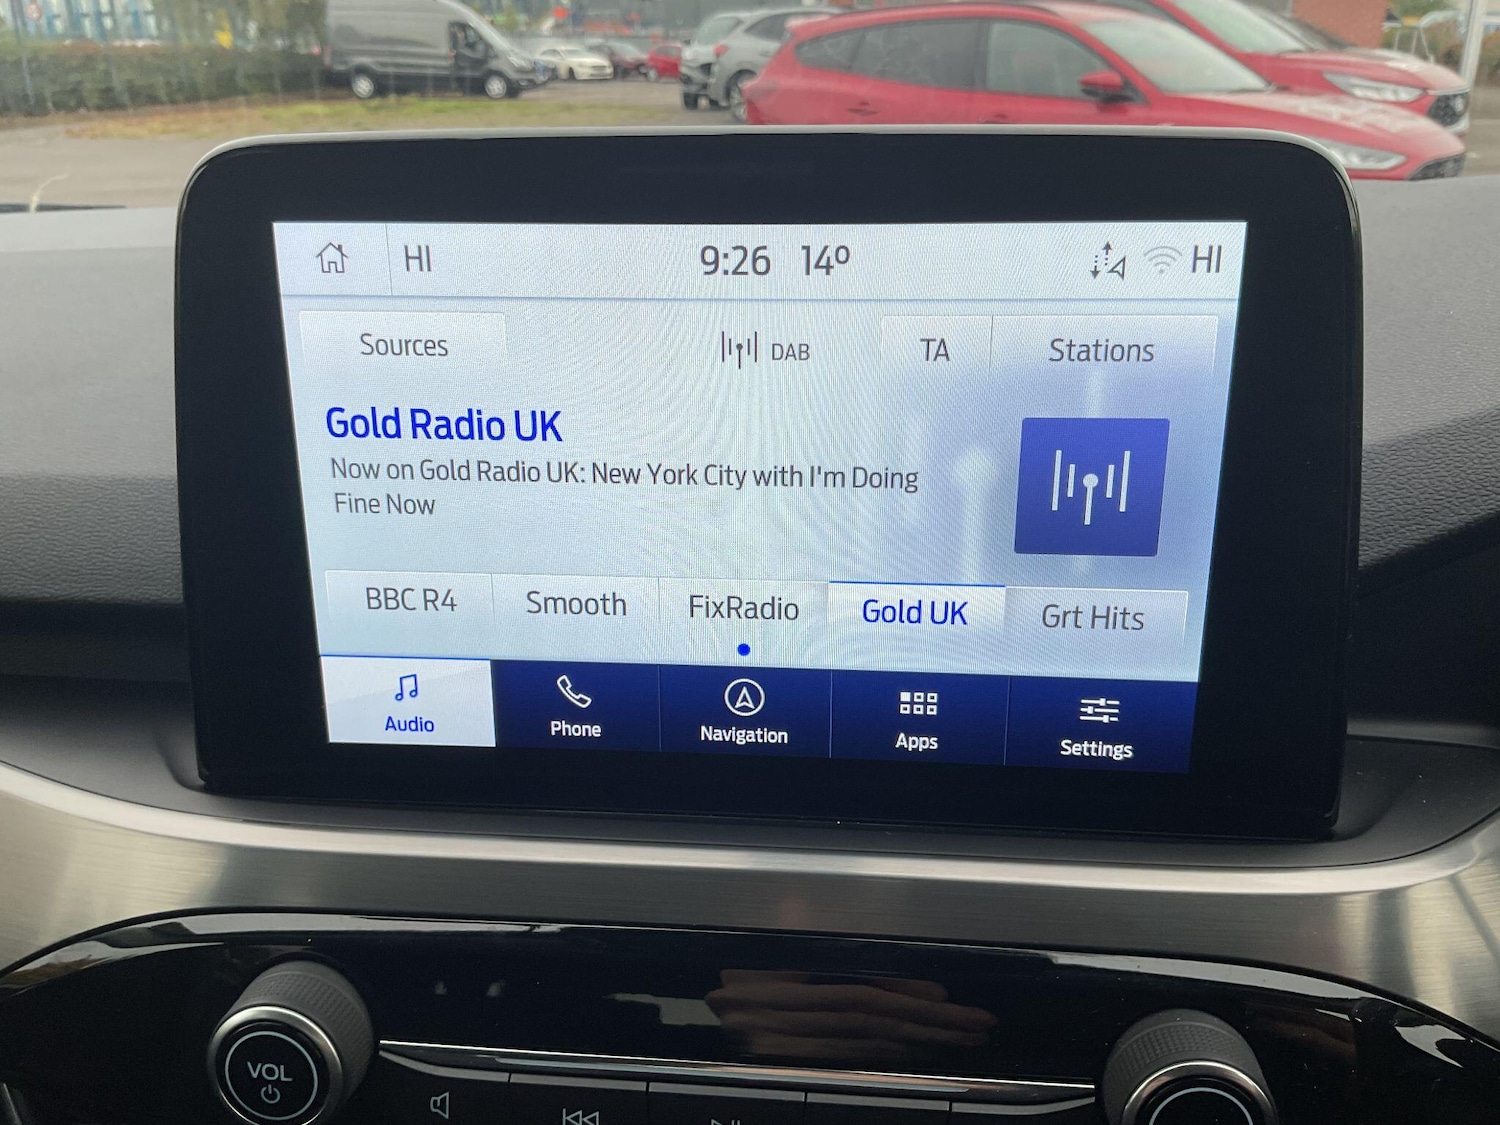 HI
9:26 14º
HI
Sources
DAB
TA
Stations
Gold Radio UK
Now on Gold Radio UK: New York City with I'm Doing
Fine Now
BBC R4
Smooth
FixRadio
Gold UK
Grt Hits
Audio
Phone
Navigation
Apps
Settings
VOL